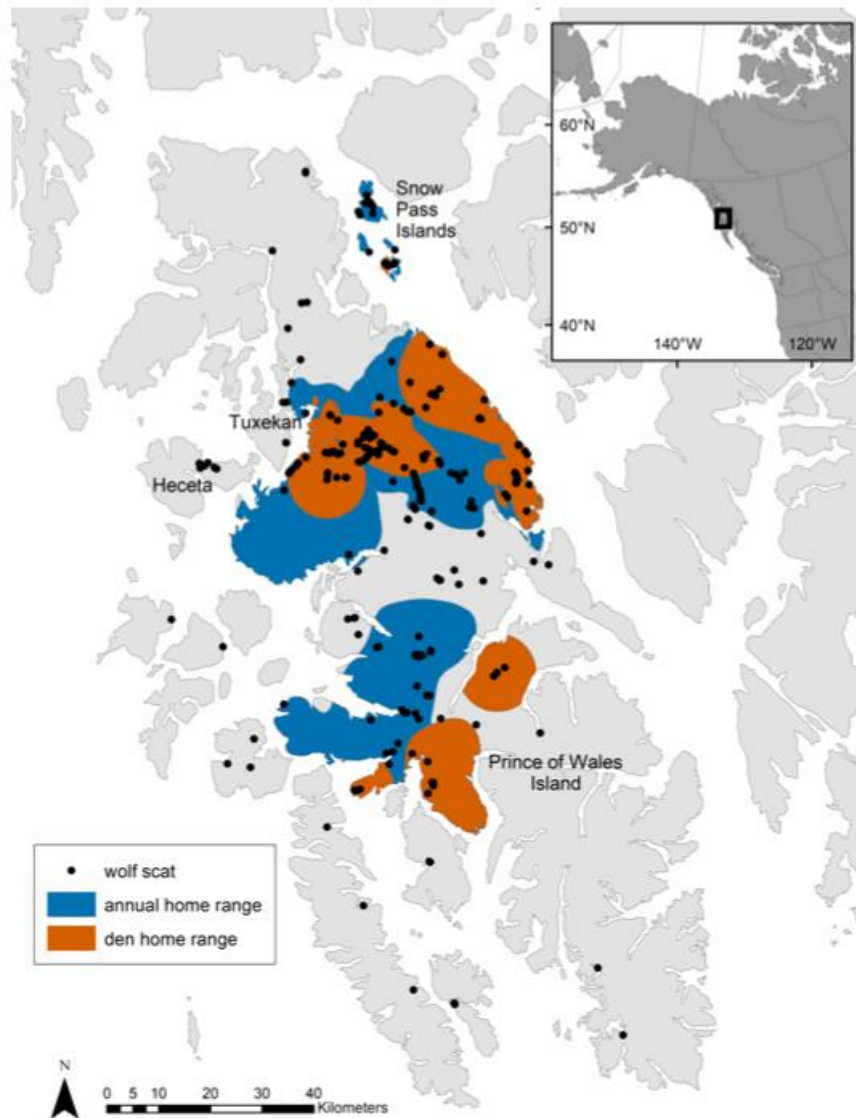 Snow
Pass
Islands
60°N
50°N
40°N
140°W
120°W
Tuxekan
Heceta
Prince of Wales
Island
wolf scat
annual home range
den home range
N
0 5 10 20 30 40
Kilometers